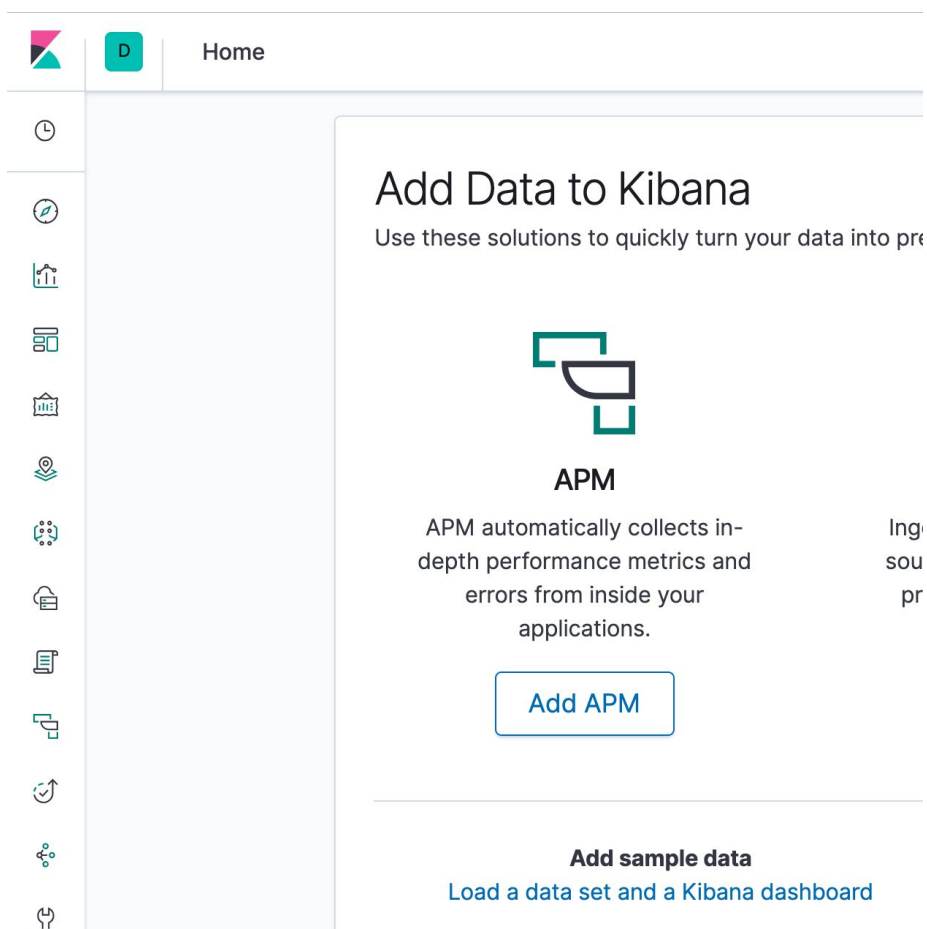 D
Home
Add Data to Kibana
Use these solutions to quickly turn your data into pre
APM
APM automatically collects in-
depth performance metrics and
errors from inside your
applications.
Add APM
Ing
sou
pr
Add sample data
Load a data set and a Kibana dashboard